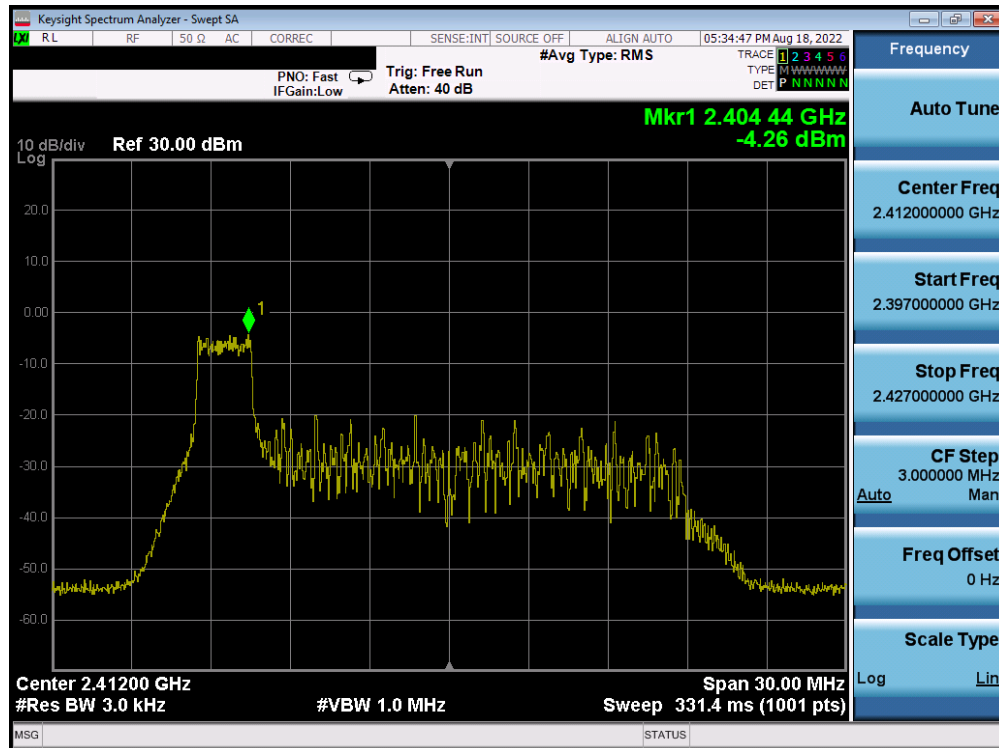 Keysight Spectrum Analyzer - Swept SA
LXI RL RF 50 Ω AC CORREC SENSE:INT SOURCE OFF ALIGN AUTO 05:34:47 PM Aug 18, 2022
PNO: Fast
IFGain:Low
Trig: Free Run
Atten: 40 dB
#Avg Type: RMS
TRACE 1 2 3 4 5 6
TYPE M WWWWW
DET P N N N N N
Mkr1 2.404 44 GHz
-4.26 dBm
10 dB/div Ref 30.00 dBm
Log
20.0
10.0
0.00
-10.0
-20.0
-30.0
-40.0
-50.0
-60.0
1
Center 2.41200 GHz Span 30.00 MHz
#Res BW 3.0 kHz #VBW 1.0 MHz Sweep 331.4 ms (1001 pts)
MSG STATUS
Frequency
Auto Tune
Center Freq
2.412000000 GHz
Start Freq
2.397000000 GHz
Stop Freq
2.427000000 GHz
CF Step
3.000000 MHz
Auto Man
Freq Offset
0 Hz
Scale Type
Log Lin